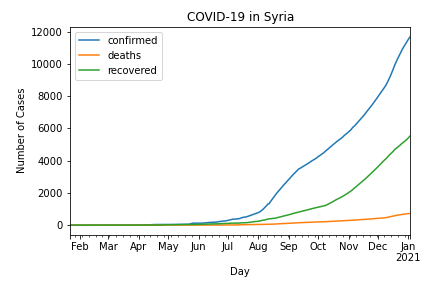 COVID-19 in Syria
confirmed
deaths
recovered
Number of Cases
12000
10000
8000
6000
4000
2000
0
Feb Mar Apr May Jun Jul Aug Sep Oct Nov Dec Jan
2021
Day